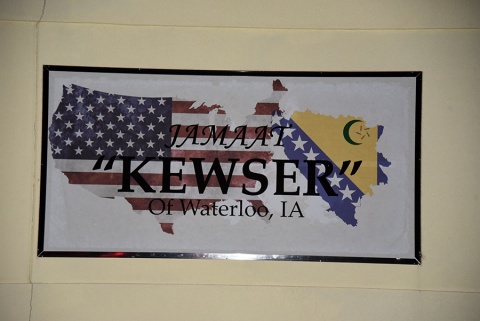 JAMAAT
"KEWSER"
Of Waterloo, IA